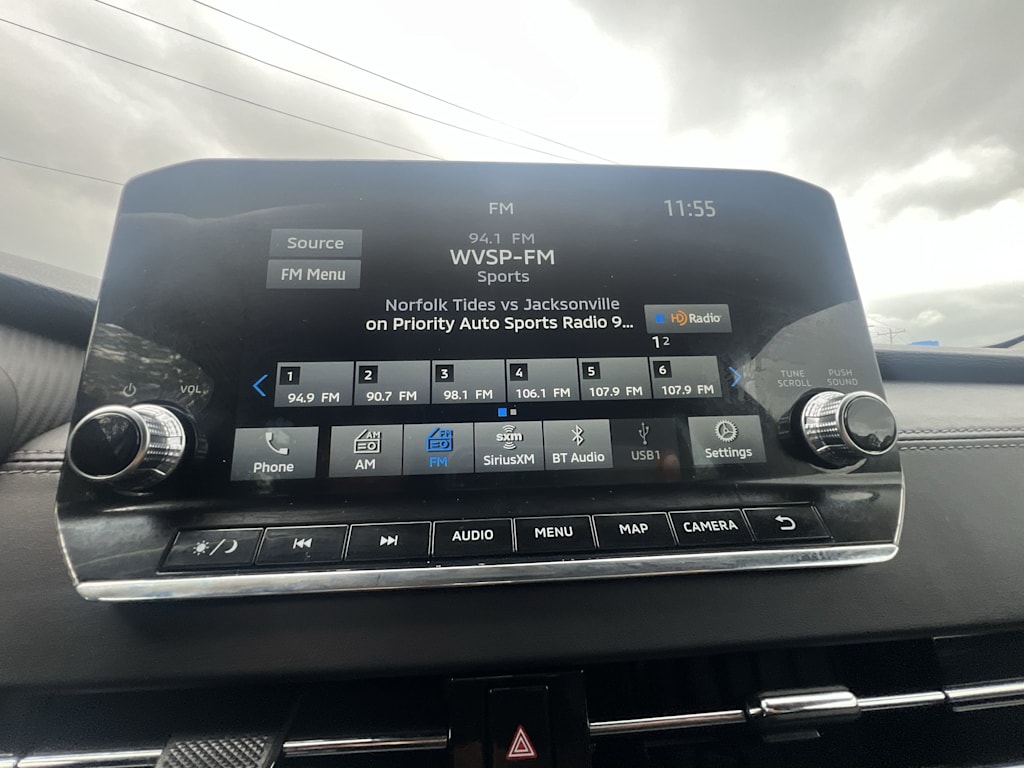 FM
11:55
Source
94.1 FM
WVSP-FM
FM Menu
Sports
Norfolk Tides vs Jacksonville
on Priority Auto Sports Radio 9...
HD Radio
1 2
1
94.9 FM
2
90.7 FM
3
98.1 FM
4
106.1 FM
5
107.9 FM
6
107.9 FM
VOL
TUNE
SCROLL
PUSH
SOUND
Phone
AM
AM
FM
FM
sxm
SiriusXM
BT Audio
USB1
Settings
AUDIO
MENU
MAP
CAMERA